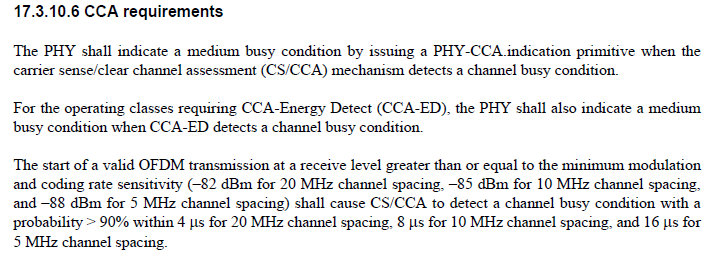 17.3.10.6 CCA requirements
The PHY shall indicate a medium busy condition by issuing a PHY-CCA.indication primitive when the
carrier sense/clear channel assessment (CS/CCA) mechanism detects a channel busy condition.
For the operating classes requiring CCA-Energy Detect (CCA-ED), the PHY shall also indicate a medium
busy condition when CCA-ED detects a channel busy condition.
The start of a valid OFDM transmission at a receive level greater than or equal to the minimum modulation
and coding rate sensitivity (–82 dBm for 20 MHz channel spacing, –85 dBm for 10 MHz channel spacing,
and –88 dBm for 5 MHz channel spacing) shall cause CS/CCA to detect a channel busy condition with a
probability > 90% within 4 μs for 20 MHz channel spacing, 8 μs for 10 MHz channel spacing, and 16 μs for
5 MHz channel spacing.